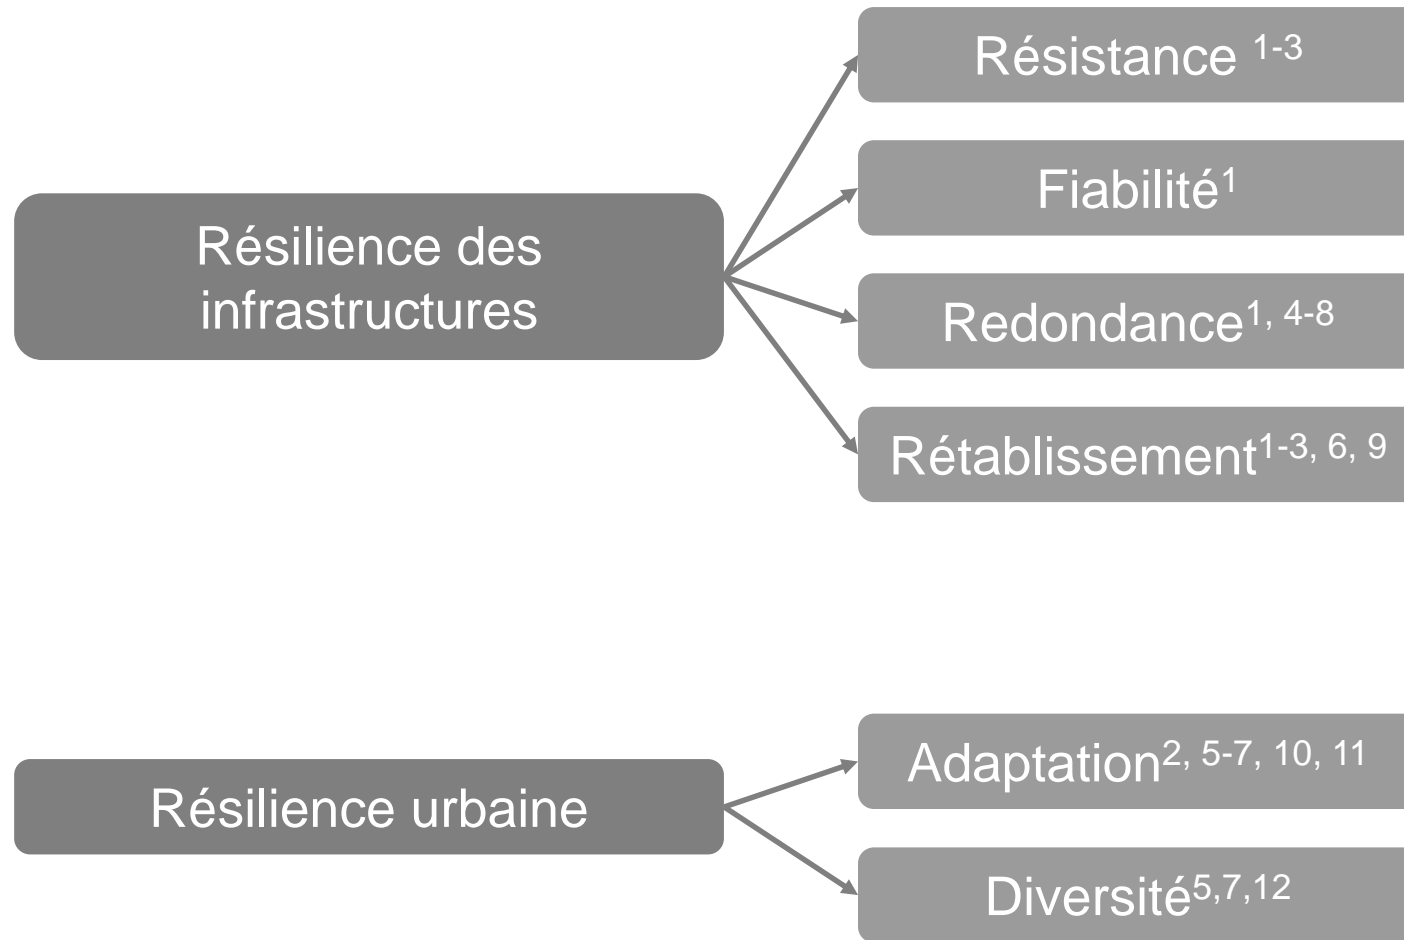 Résistance 1-3
Fiabilité1
Résilience des
infrastructures
Redondance1, 4-8
Rétablissement1-3, 6, 9
Adaptation2, 5-7, 10, 11
Résilience urbaine
Diversité5,7,12